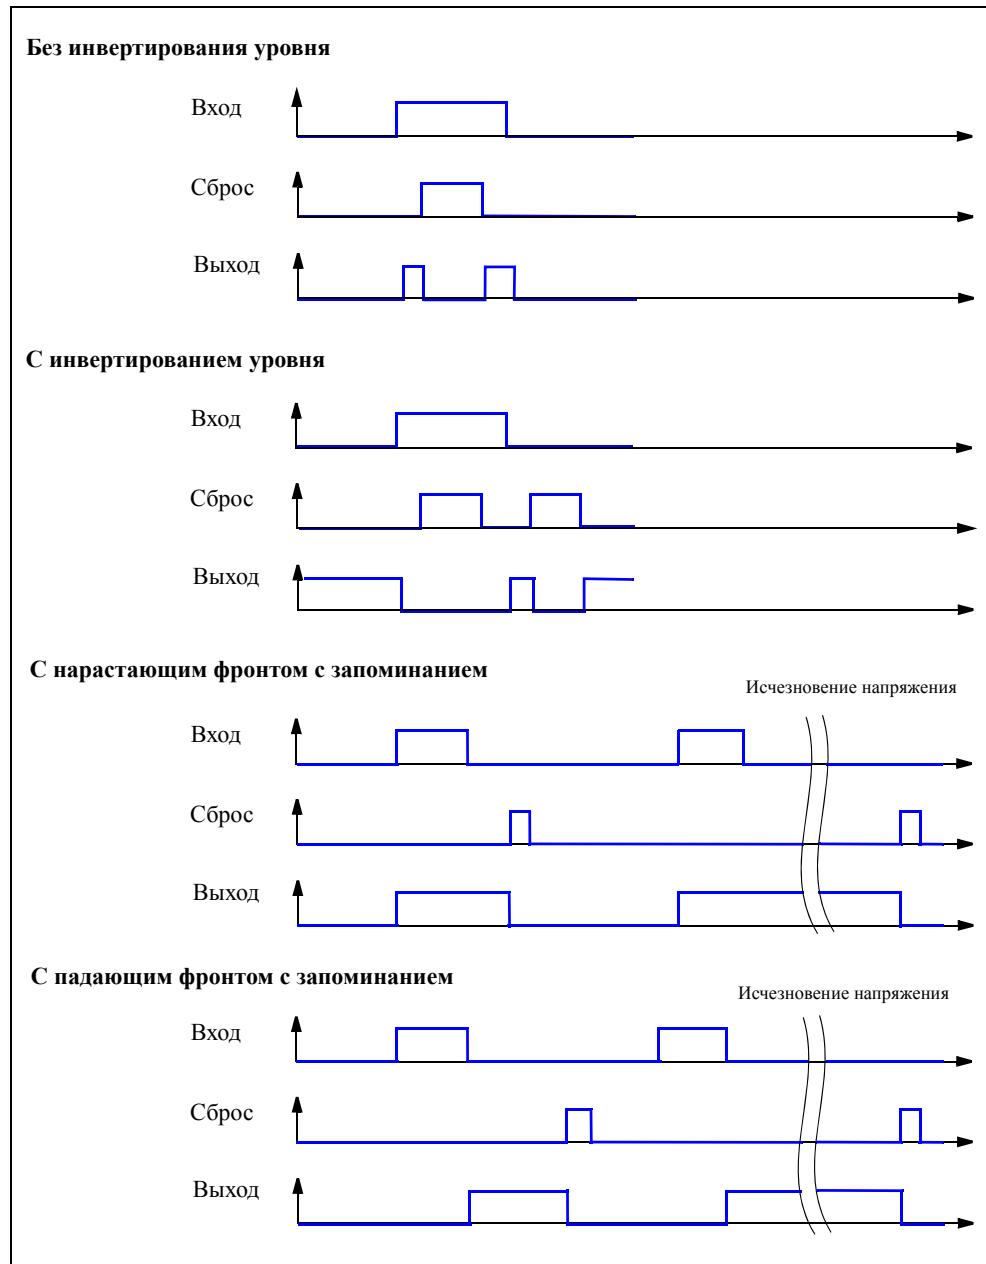 Без инвертирования уровня
Вход
Сброс
Выход
С инвертированием уровня
Вход
Сброс
Выход
С нарастающим фронтом с запоминанием
Исчезновение напряжения
Вход
Сброс
Выход
С падающим фронтом с запоминанием
Исчезновение напряжения
Вход
Сброс
Выход